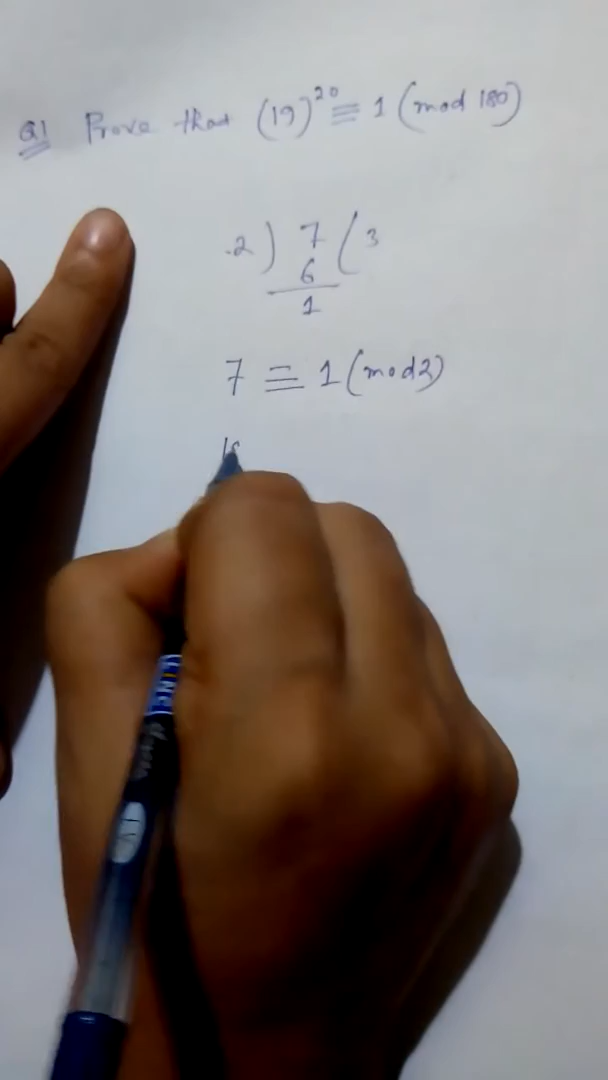 Q1 Prove that (19)^20 ≡ 1 (mod 180)
2) 7 (3
6
1
7 ≡ 1 (mod 2)